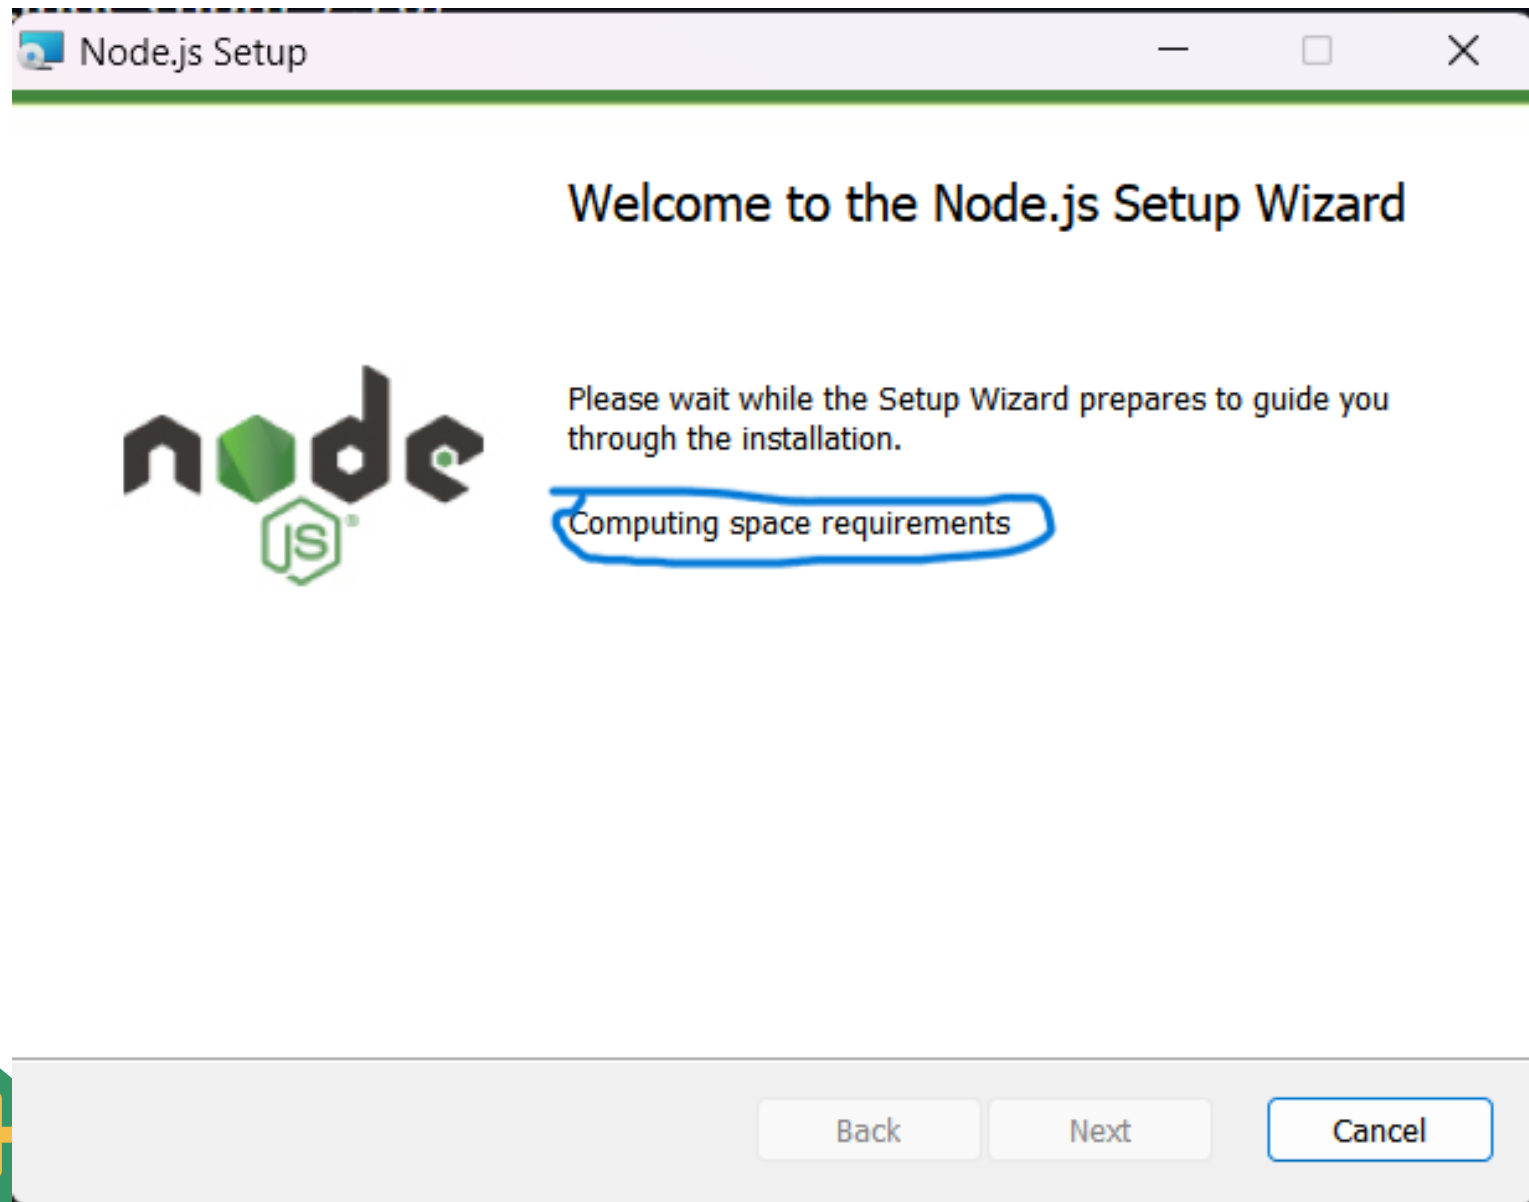 Node.js Setup
Welcome to the Node.js Setup Wizard
Please wait while the Setup Wizard prepares to guide you
through the installation.
node
JS®
Computing space requirements
Back Next Cancel